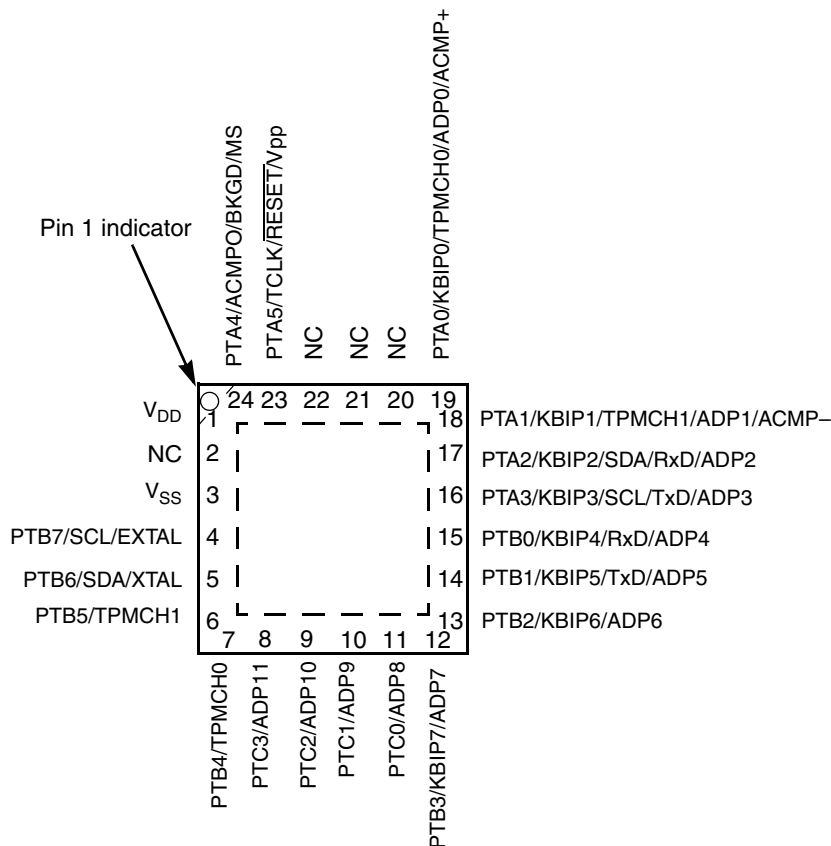 PTA4/ACMPO/BKGD/MS
PTA5/TCLK/RESET/Vpp
NC
NC
NC
PTA0/KBIP0/TPMCH0/ADP0/ACMP+
Pin 1 indicator
24
23
22
21
20
19
VDD
1
NC
2
VSS
3
PTB7/SCL/EXTAL
4
PTB6/SDA/XTAL
5
PTB5/TPMCH1
6
18
PTA1/KBIP1/TPMCH1/ADP1/ACMP–
17
PTA2/KBIP2/SDA/RxD/ADP2
16
PTA3/KBIP3/SCL/TxD/ADP3
15
PTB0/KBIP4/RxD/ADP4
14
PTB1/KBIP5/TxD/ADP5
13
PTB2/KBIP6/ADP6
7
8
9
10
11
12
PTB4/TPMCH0
PTC3/ADP11
PTC2/ADP10
PTC1/ADP9
PTC0/ADP8
PTB3/KBIP7/ADP7